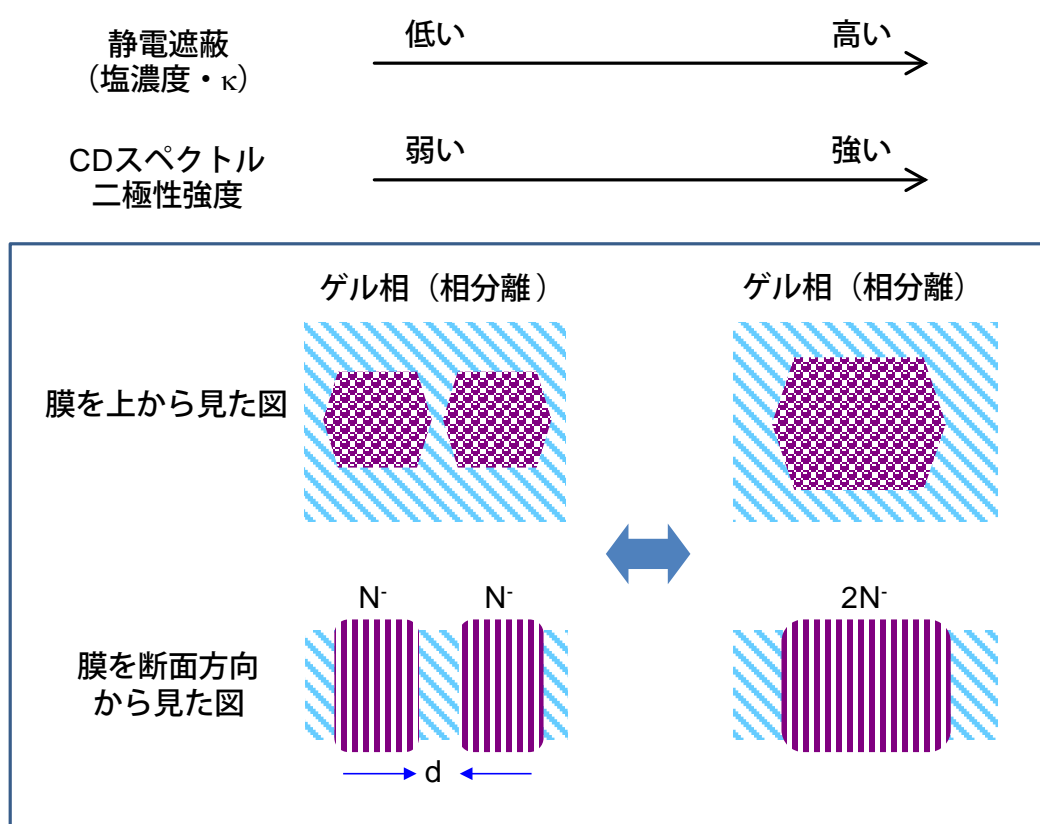 静電遮蔽
(塩濃度・κ)
低い
高い
CDスペクトル
二極性強度
弱い
強い
ゲル相(相分離)
ゲル相(相分離)
膜を上から見た図
N-
N-
2N-
膜を断面方向
から見た図
d